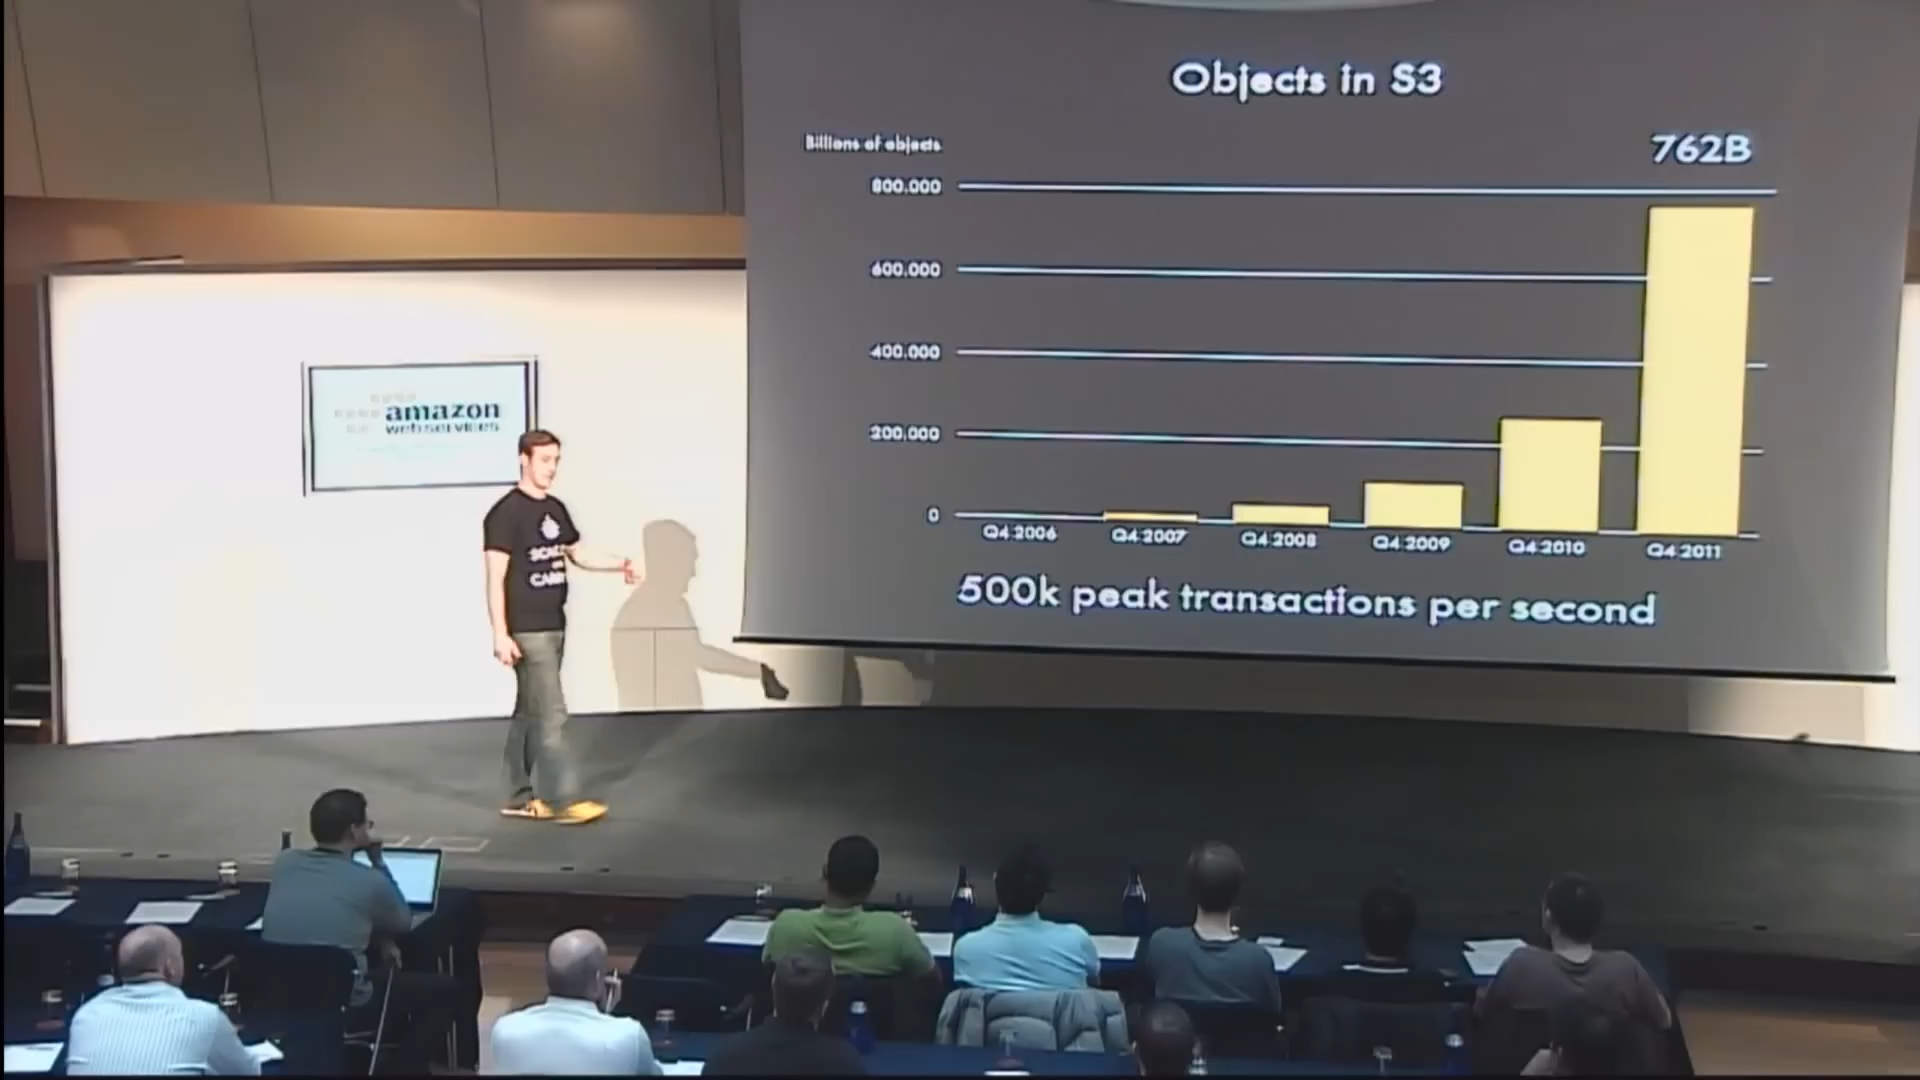 Objects in S3
Billions of objects
762B
800.000
600.000
400.000
200.000
0
Q4 2006
Q4 2007
Q4 2008
Q4 2009
Q4 2010
Q4 2011
500k peak transactions per second
amazon
web services